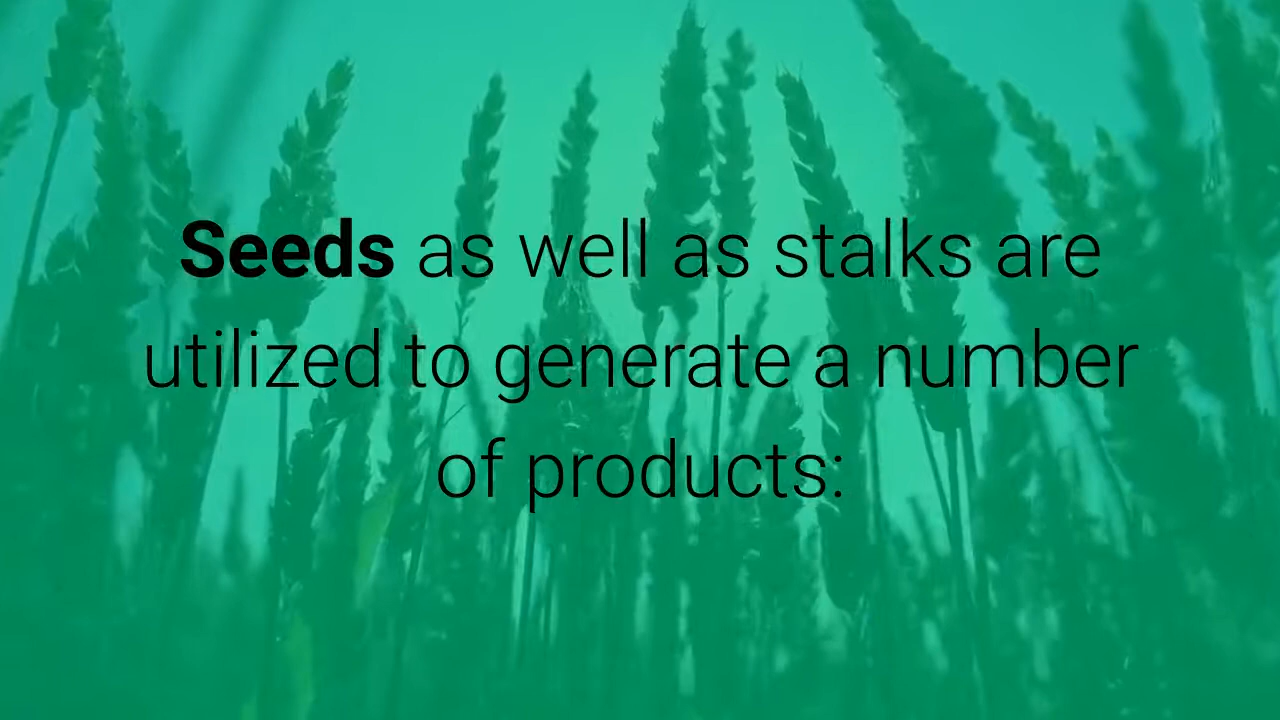 Seeds as well as stalks are
utilized to generate a number
of products: